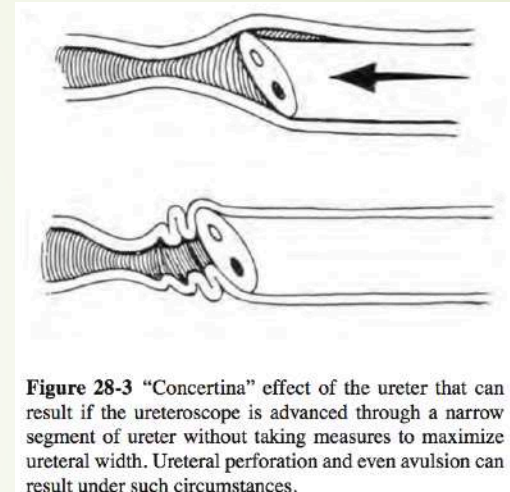 Figure 28-3 “Concertina” effect of the ureter that can
result if the ureteroscope is advanced through a narrow
segment of ureter without taking measures to maximize
ureteral width. Ureteral perforation and even avulsion can
result under such circumstances.